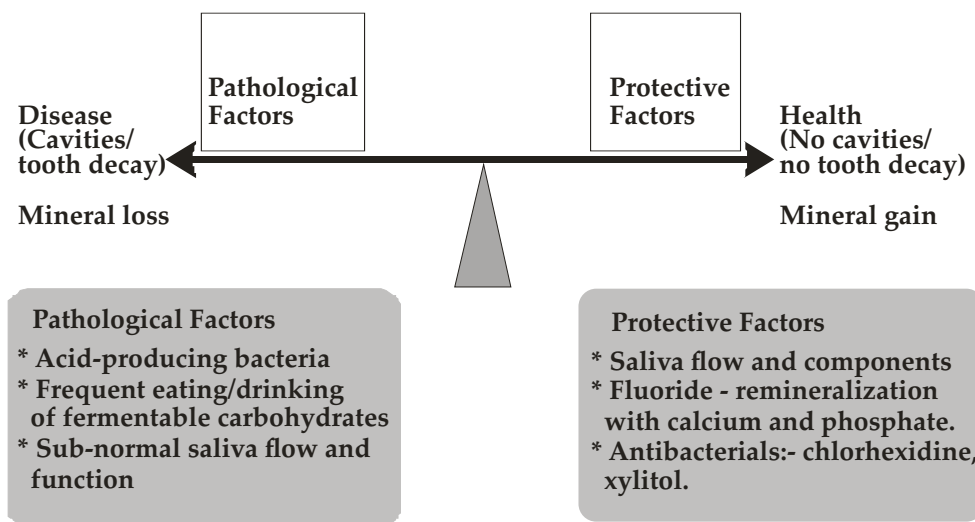 Pathological
Factors
Protective
Factors
Disease
(Cavities/
tooth decay)
Mineral loss
Health
(No cavities/
no tooth decay)
Mineral gain
Pathological Factors
* Acid-producing bacteria
* Frequent eating/drinking
of fermentable carbohydrates
* Sub-normal saliva flow and
function
Protective Factors
* Saliva flow and components
* Fluoride - remineralization
with calcium and phosphate.
* Antibacterials:- chlorhexidine,
xylitol.